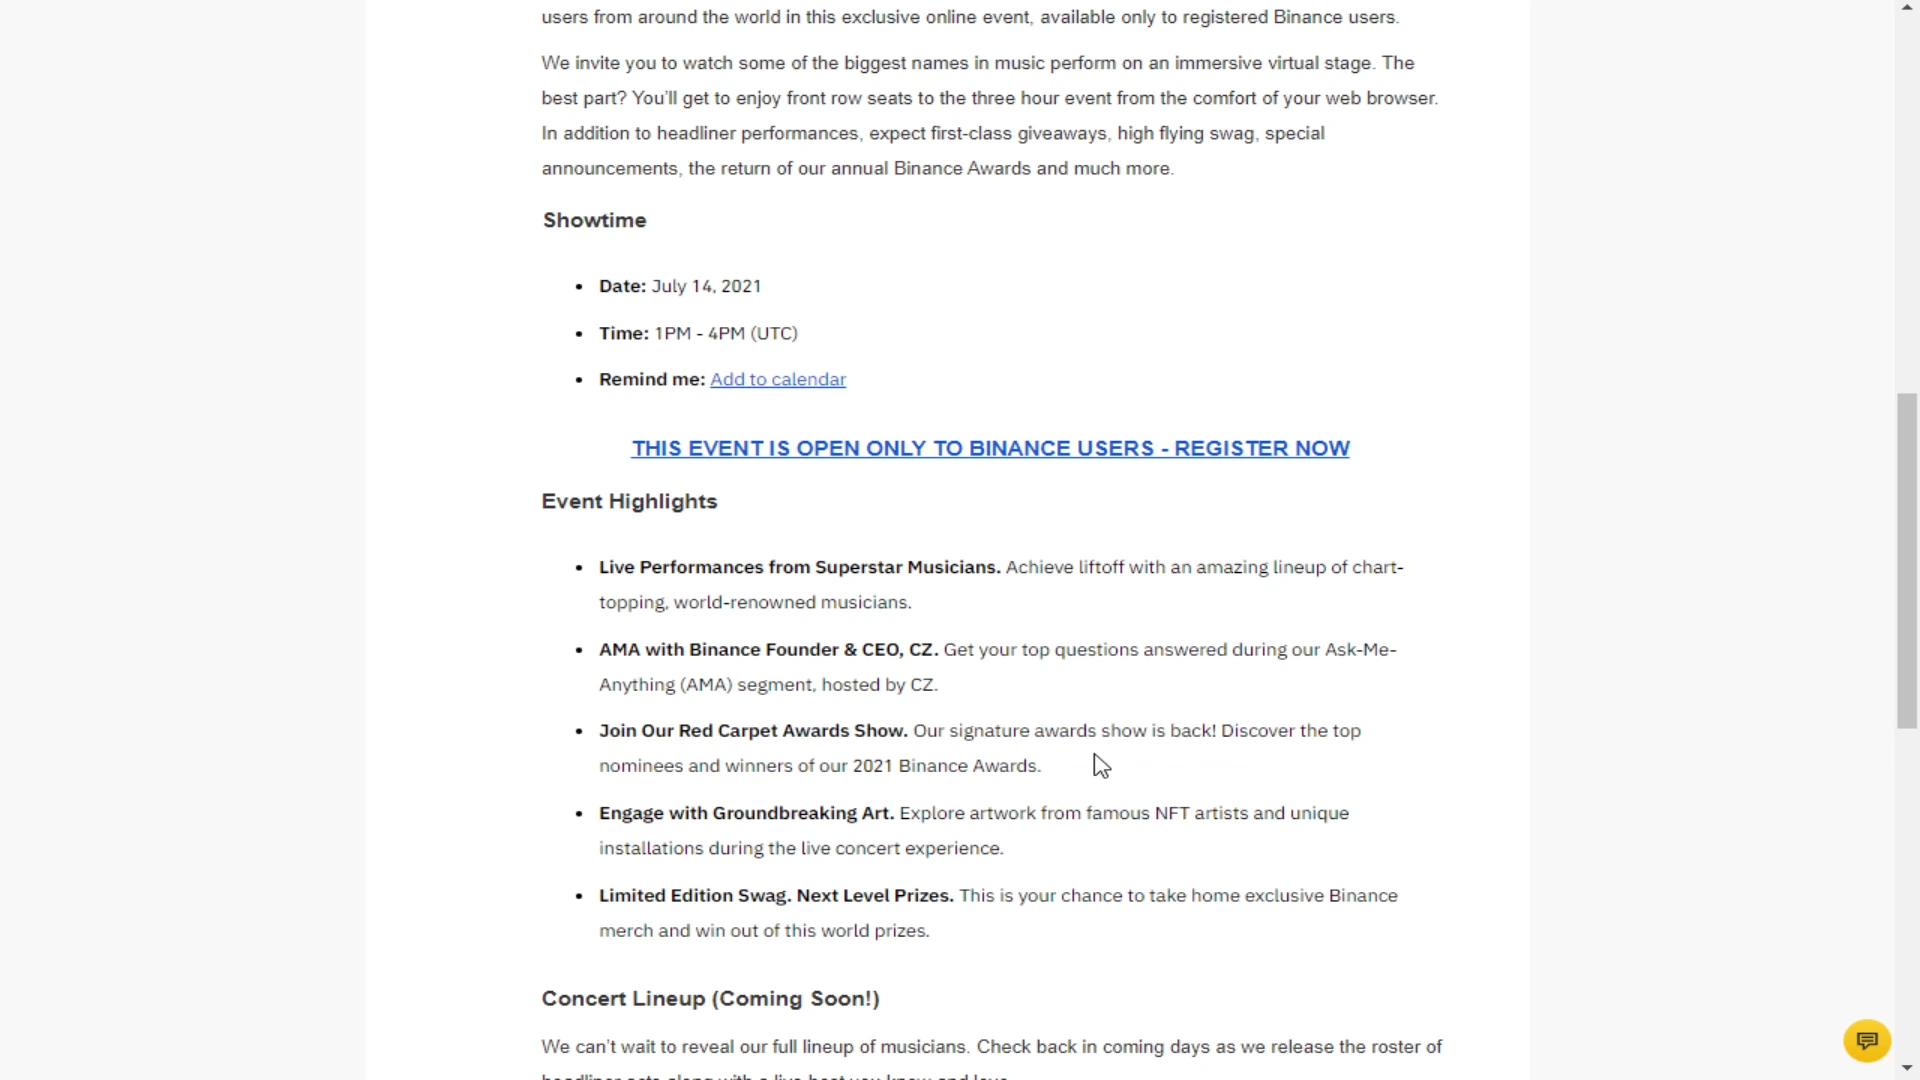 users from around the world in this exclusive online event, available only to registered Binance users.
We invite you to watch some of the biggest names in music perform on an immersive virtual stage. The
best part? You'll get to enjoy front row seats to the three hour event from the comfort of your web browser.
In addition to headliner performances, expect first-class giveaways, high flying swag, special
announcements, the return of our annual Binance Awards and much more.
Showtime
• Date: July 14, 2021
• Time: 1PM - 4PM (UTC)
• Remind me: Add to calendar
THIS EVENT IS OPEN ONLY TO BINANCE USERS - REGISTER NOW
Event Highlights
• Live Performances from Superstar Musicians. Achieve liftoff with an amazing lineup of chart-
topping, world-renowned musicians.
• AMA with Binance Founder & CEO, CZ. Get your top questions answered during our Ask-Me-
Anything (AMA) segment, hosted by CZ.
• Join Our Red Carpet Awards Show. Our signature awards show is back! Discover the top
nominees and winners of our 2021 Binance Awards.
• Engage with Groundbreaking Art. Explore artwork from famous NFT artists and unique
installations during the live concert experience.
• Limited Edition Swag. Next Level Prizes. This is your chance to take home exclusive Binance
merch and win out of this world prizes.
Concert Lineup (Coming Soon!)
We can't wait to reveal our full lineup of musicians. Check back in coming days as we release the roster of